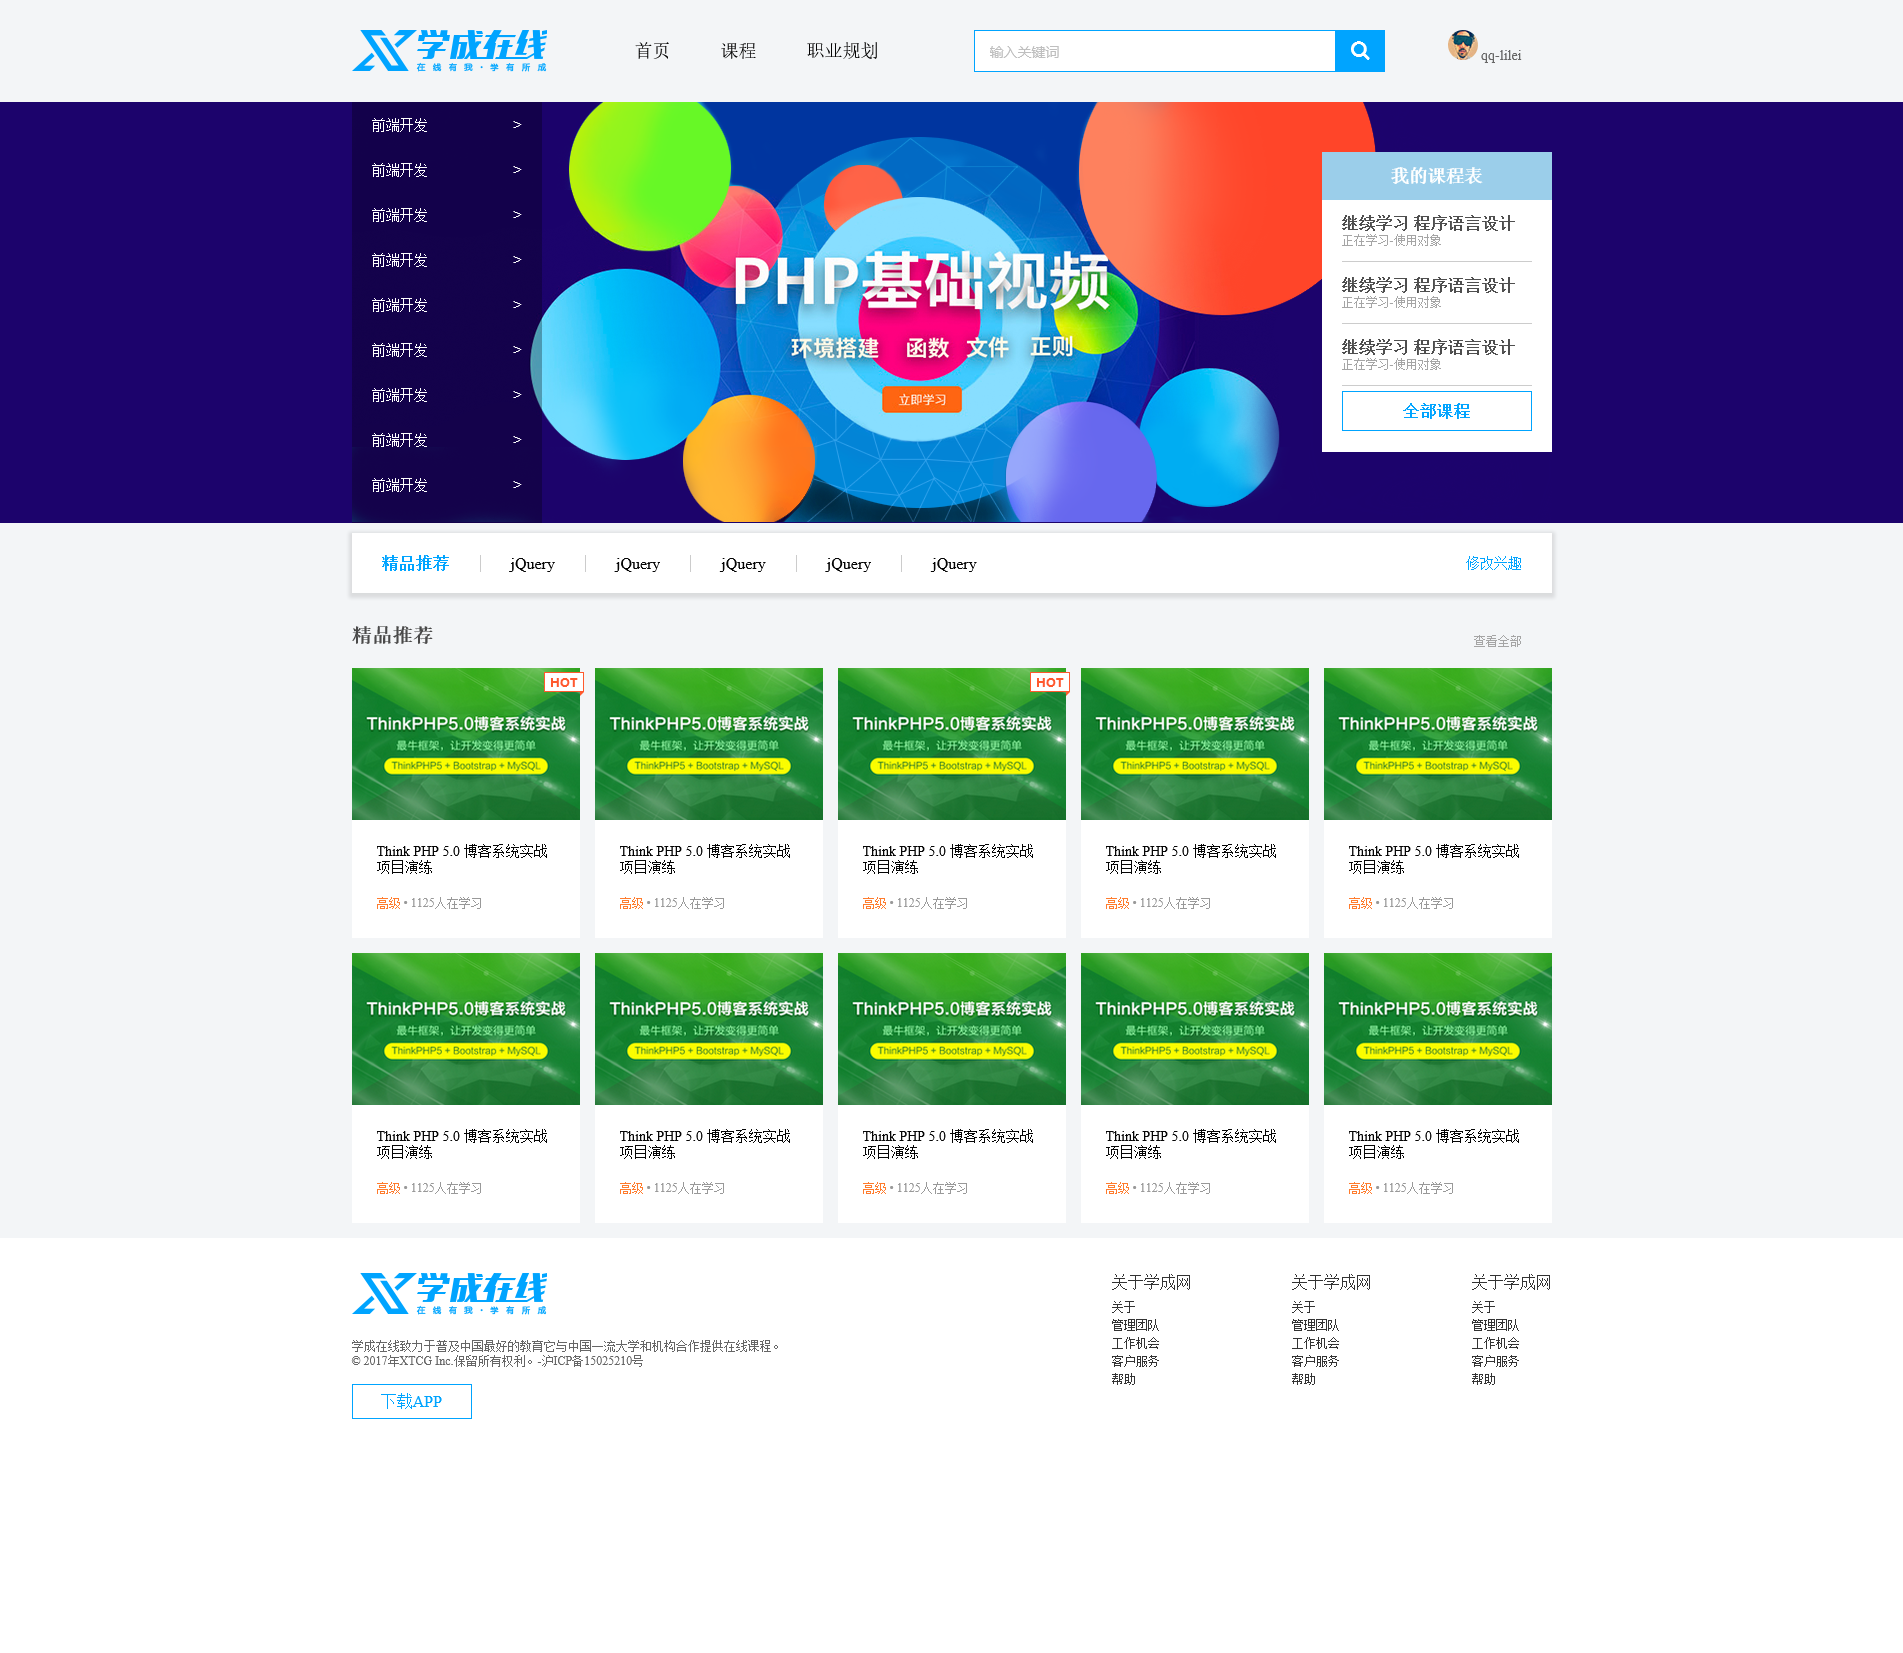 学成在线
在线有我·学有所成
首页 课程 职业规划
输入关键词
qq-lilei
前端开发 >
前端开发 >
前端开发 >
前端开发 >
前端开发 >
前端开发 >
前端开发 >
前端开发 >
前端开发 >
PHP基础视频
环境搭建 函数 文件 正则
立即学习
我的课程表
继续学习 程序语言设计
正在学习-使用对象
继续学习 程序语言设计
正在学习-使用对象
继续学习 程序语言设计
正在学习-使用对象
全部课程
精品推荐 jQuery jQuery jQuery jQuery jQuery 修改兴趣
精品推荐 查看全部
HOT
ThinkPHP5.0博客系统实战
最牛框架，让开发变得更简单
ThinkPHP5 + Bootstrap + MySQL
Think PHP 5.0 博客系统实战
项目演练
高级 • 1125人在学习
ThinkPHP5.0博客系统实战
最牛框架，让开发变得更简单
ThinkPHP5 + Bootstrap + MySQL
Think PHP 5.0 博客系统实战
项目演练
高级 • 1125人在学习
HOT
ThinkPHP5.0博客系统实战
最牛框架，让开发变得更简单
ThinkPHP5 + Bootstrap + MySQL
Think PHP 5.0 博客系统实战
项目演练
高级 • 1125人在学习
ThinkPHP5.0博客系统实战
最牛框架，让开发变得更简单
ThinkPHP5 + Bootstrap + MySQL
Think PHP 5.0 博客系统实战
项目演练
高级 • 1125人在学习
ThinkPHP5.0博客系统实战
最牛框架，让开发变得更简单
ThinkPHP5 + Bootstrap + MySQL
Think PHP 5.0 博客系统实战
项目演练
高级 • 1125人在学习
ThinkPHP5.0博客系统实战
最牛框架，让开发变得更简单
ThinkPHP5 + Bootstrap + MySQL
Think PHP 5.0 博客系统实战
项目演练
高级 • 1125人在学习
ThinkPHP5.0博客系统实战
最牛框架，让开发变得更简单
ThinkPHP5 + Bootstrap + MySQL
Think PHP 5.0 博客系统实战
项目演练
高级 • 1125人在学习
ThinkPHP5.0博客系统实战
最牛框架，让开发变得更简单
ThinkPHP5 + Bootstrap + MySQL
Think PHP 5.0 博客系统实战
项目演练
高级 • 1125人在学习
ThinkPHP5.0博客系统实战
最牛框架，让开发变得更简单
ThinkPHP5 + Bootstrap + MySQL
Think PHP 5.0 博客系统实战
项目演练
高级 • 1125人在学习
ThinkPHP5.0博客系统实战
最牛框架，让开发变得更简单
ThinkPHP5 + Bootstrap + MySQL
Think PHP 5.0 博客系统实战
项目演练
高级 • 1125人在学习
学成在线
在线有我·学有所成
学成在线致力于普及中国最好的教育它与中国一流大学和机构合作提供在线课程。
© 2017年XTCG Inc.保留所有权利。-沪ICP备15025210号
下载APP
关于学成网
关于
管理团队
工作机会
客户服务
帮助
关于学成网
关于
管理团队
工作机会
客户服务
帮助
关于学成网
关于
管理团队
工作机会
客户服务
帮助